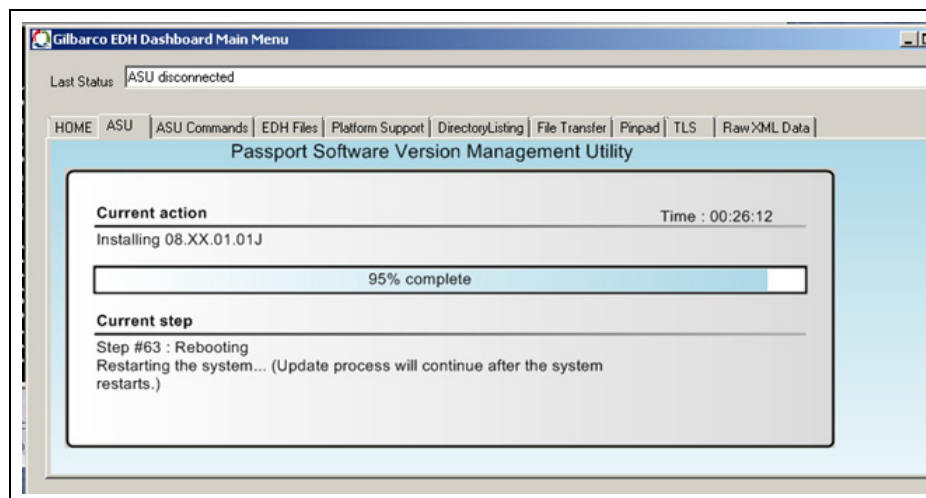 Gilbarco EDH Dashboard Main Menu
Last Status ASU disconnected
HOME ASU ASU Commands EDH Files Platform Support DirectoryListing File Transfer Pinpad TLS Raw XML Data
Passport Software Version Management Utility
Current action Time : 00:26:12
Installing 08.XX.01.01J
95% complete
Current step
Step #63 : Rebooting
Restarting the system... (Update process will continue after the system
restarts.)